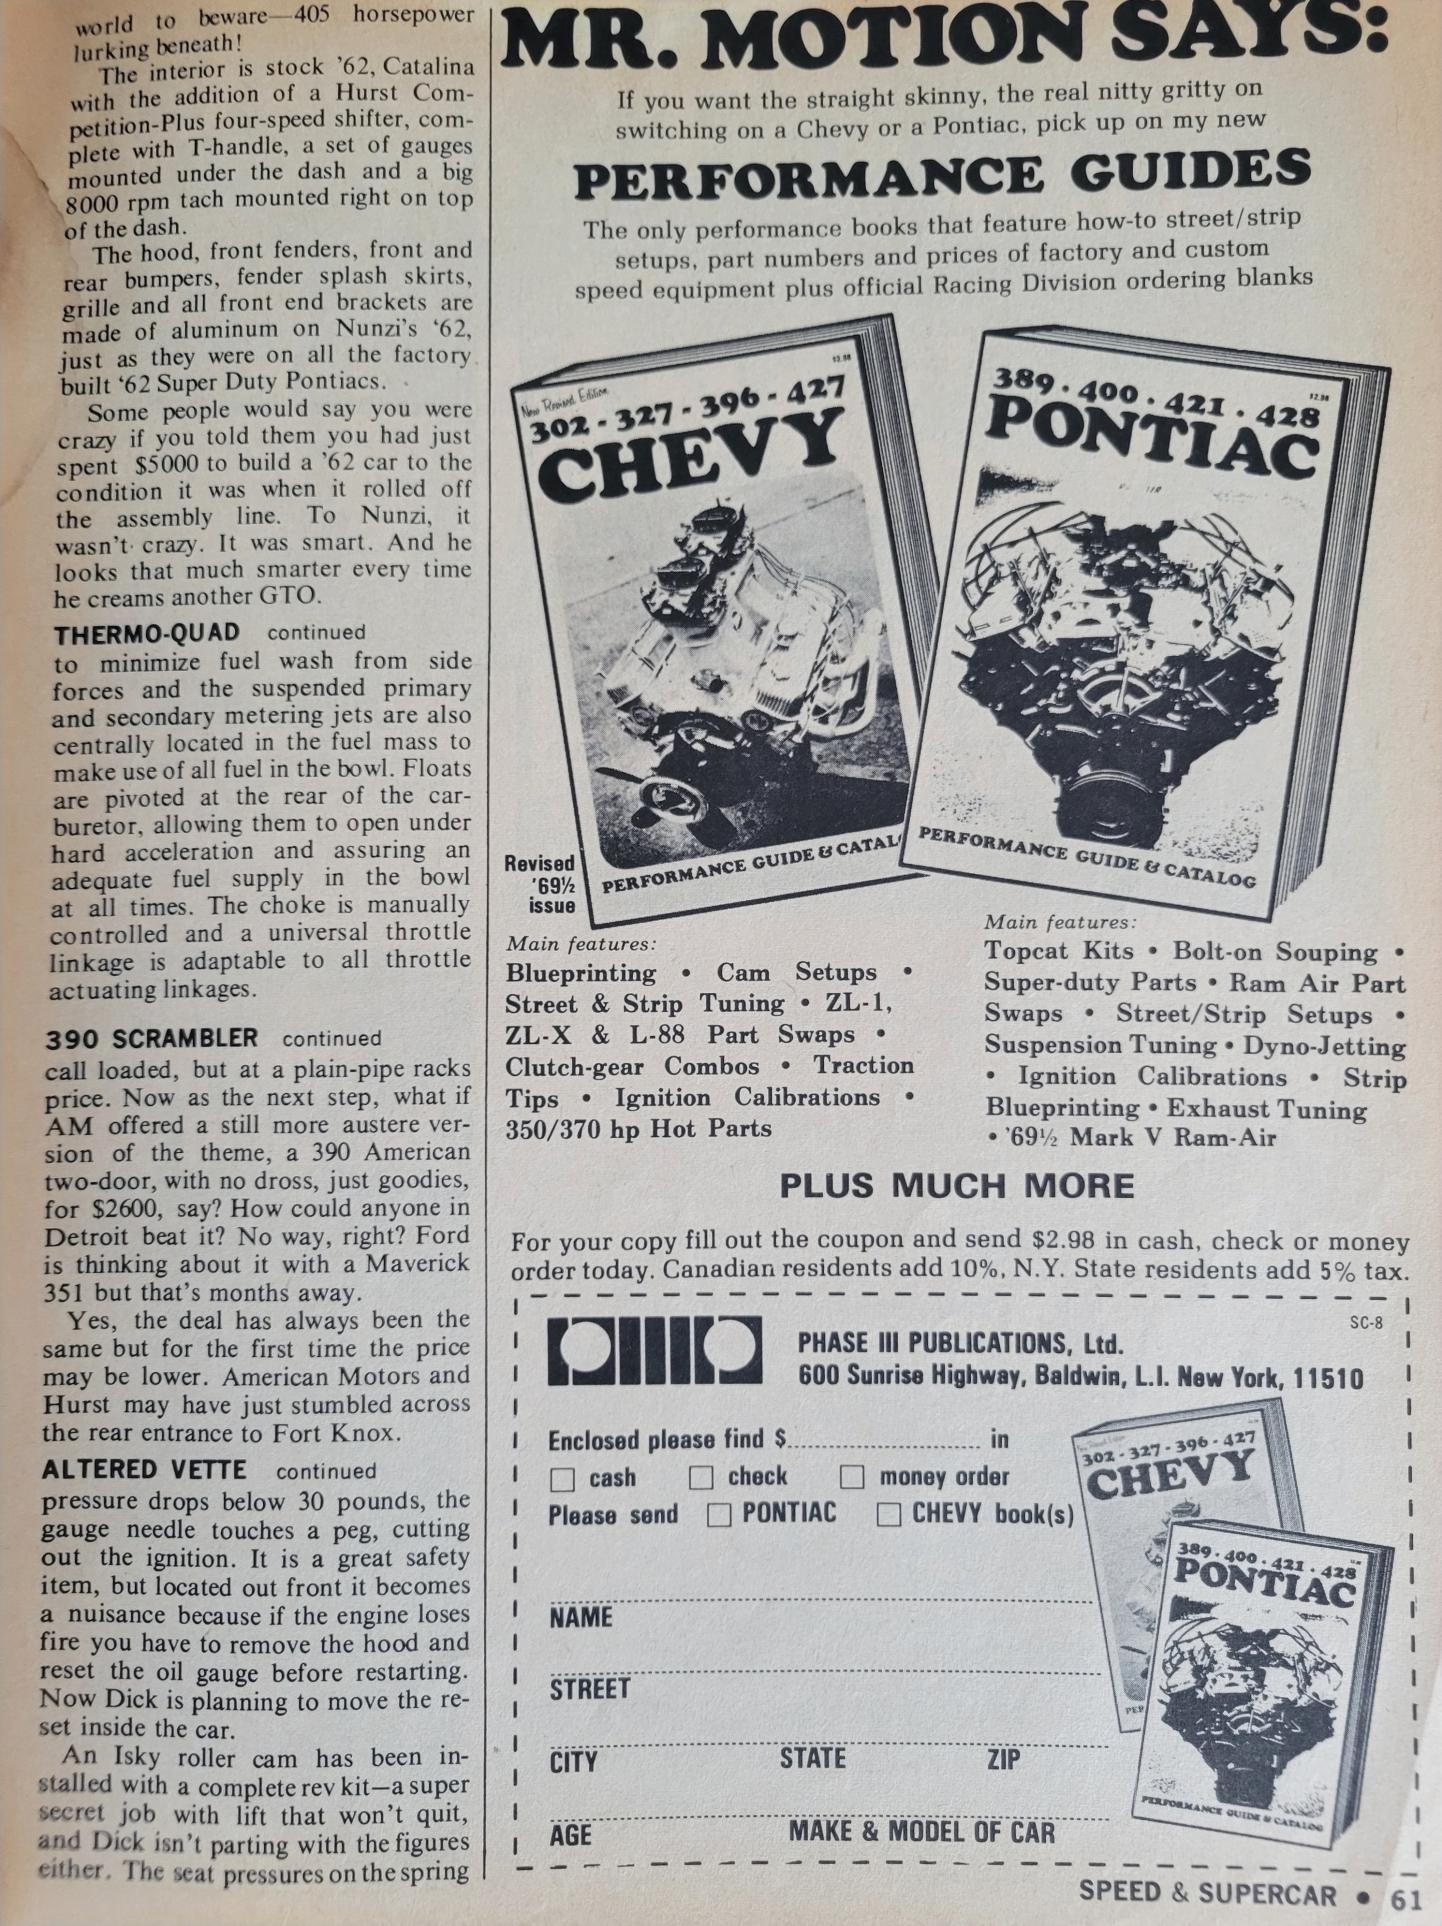 world to beware—405 horsepower
lurking beneath!
The interior is stock '62, Catalina
with the addition of a Hurst Com-
petition-Plus four-speed shifter, com-
plete with T-handle, a set of gauges
mounted under the dash and a big
8000 rpm tach mounted right on top
of the dash.
The hood, front fenders, front and
rear bumpers, fender splash skirts,
grille and all front end brackets are
made of aluminum on Nunzi's '62,
just as they were on all the factory
built '62 Super Duty Pontiacs.
Some people would say you were
crazy if you told them you had just
spent $5000 to build a '62 car to the
condition it was when it rolled off
the assembly line. To Nunzi, it
wasn't crazy. It was smart. And he
looks that much smarter every time
he creams another GTO.
THERMO-QUAD continued
to minimize fuel wash from side
forces and the suspended primary
and secondary metering jets are also
centrally located in the fuel mass to
make use of all fuel in the bowl. Floats
are pivoted at the rear of the car-
buretor, allowing them to open under
hard acceleration and assuring an
adequate fuel supply in the bowl
at all times. The choke is manually
controlled and a universal throttle
linkage is adaptable to all throttle
actuating linkages.
390 SCRAMBLER continued
call loaded, but at a plain-pipe racks
price. Now as the next step, what if
AM offered a still more austere ver-
sion of the theme, a 390 American
two-door, with no dross, just goodies,
for $2600, say? How could anyone in
Detroit beat it? No way, right? Ford
is thinking about it with a Maverick
351 but that's months away.
Yes, the deal has always been the
same but for the first time the price
may be lower. American Motors and
Hurst may have just stumbled across
the rear entrance to Fort Knox.
ALTERED VETTE continued
pressure drops below 30 pounds, the
gauge needle touches a peg, cutting
out the ignition. It is a great safety
item, but located out front it becomes
a nuisance because if the engine loses
fire you have to remove the hood and
reset the oil gauge before restarting.
Now Dick is planning to move the re-
set inside the car.
An Isky roller cam has been in-
stalled with a complete rev kit—a super
secret job with lift that won't quit,
and Dick isn't parting with the figures
either. The seat pressures on the spring
MR. MOTION SAYS:
If you want the straight skinny, the real nitty gritty on
switching on a Chevy or a Pontiac, pick up on my new
PERFORMANCE GUIDES
The only performance books that feature how-to street/strip
setups, part numbers and prices of factory and custom
speed equipment plus official Racing Division ordering blanks
$2.98
New Revised Edition
302 - 327 - 396 - 427
CHEVY
PERFORMANCE GUIDE & CATAL
Revised
'69½
issue
$2.98
389 · 400 · 421 · 428
PONTIAC
PERFORMANCE GUIDE & CATALOG
Main features:
Blueprinting • Cam Setups •
Street & Strip Tuning • ZL-1,
ZL-X & L-88 Part Swaps •
Clutch-gear Combos • Traction
Tips • Ignition Calibrations •
350/370 hp Hot Parts
Main features:
Topcat Kits • Bolt-on Souping •
Super-duty Parts • Ram Air Part
Swaps • Street/Strip Setups •
Suspension Tuning • Dyno-Jetting
• Ignition Calibrations • Strip
Blueprinting • Exhaust Tuning
• '69½ Mark V Ram-Air
PLUS MUCH MORE
For your copy fill out the coupon and send $2.98 in cash, check or money
order today. Canadian residents add 10%, N.Y. State residents add 5% tax.
SC-8
PHASE III PUBLICATIONS, Ltd.
600 Sunrise Highway, Baldwin, L.I. New York, 11510
Enclosed please find $ in
cash check money order
Please send PONTIAC CHEVY book(s)
NAME
STREET
CITY STATE ZIP
AGE MAKE & MODEL OF CAR
302 - 327 - 396 - 427
CHEVY
PER
389 · 400 · 421 · 428
PONTIAC
PERFORMANCE GUIDE & CATALOG
SPEED & SUPERCAR • 61